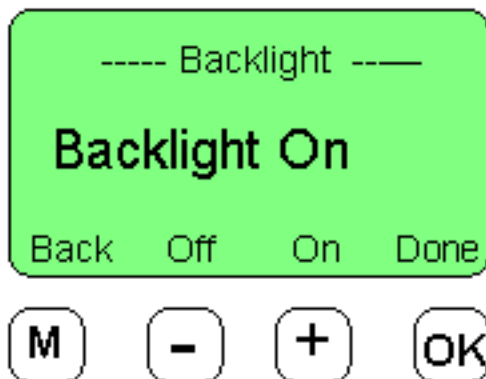 ----- Backlight -----
Backlight On
Back Off On Done
M - + OK